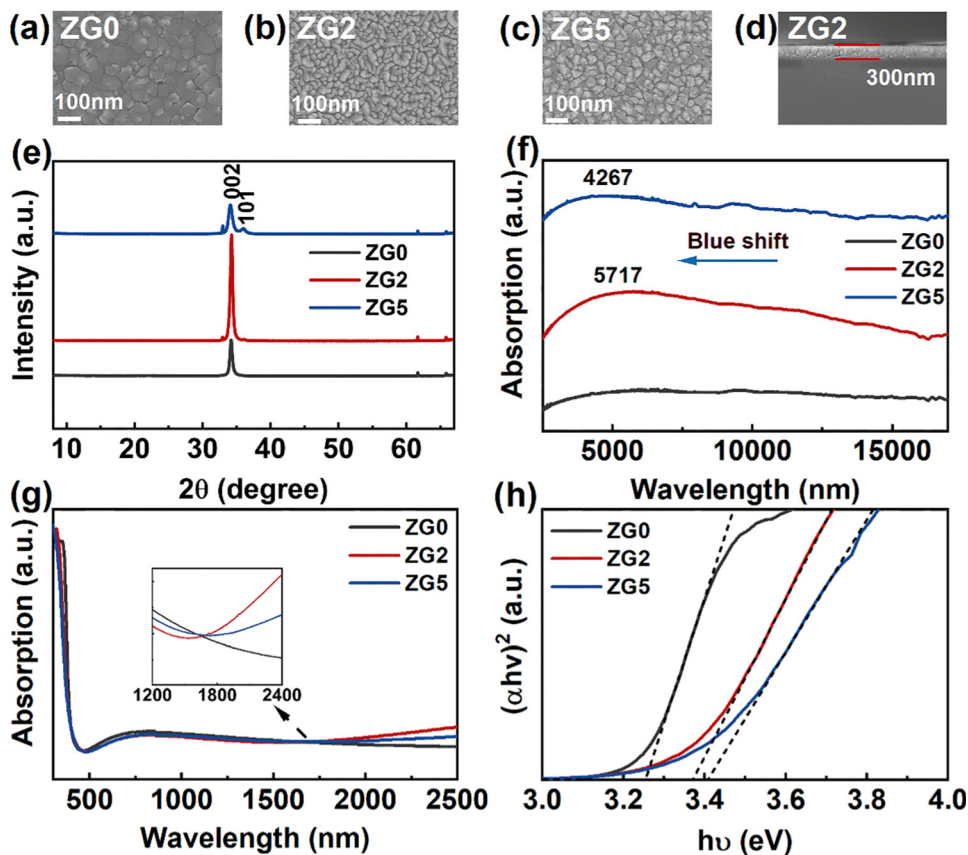 (a) ZG0
100nm
(b) ZG2
100nm
(c) ZG5
100nm
(d) ZG2
300nm
(e)
Intensity (a.u.)
002
101
ZG0
ZG2
ZG5
10 20 30 40 50 60
2θ (degree)
(f)
Absorption (a.u.)
4267
Blue shift
5717
ZG0
ZG2
ZG5
5000 10000 15000
Wavelength (nm)
(g)
Absorption (a.u.)
ZG0
ZG2
ZG5
1200 1800 2400
500 1000 1500 2000 2500
Wavelength (nm)
(h)
(αhν)² (a.u.)
ZG0
ZG2
ZG5
3.0 3.2 3.4 3.6 3.8 4.0
hυ (eV)